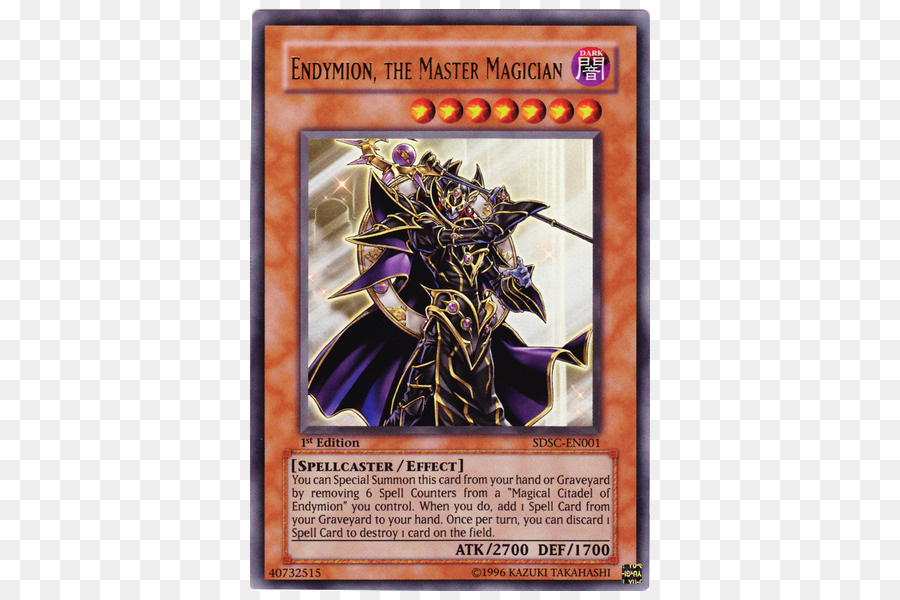 ENDYMION, THE MASTER MAGICIAN
DARK
闇
1st Edition SDSC-EN001
[SPELLCASTER / EFFECT]
You can Special Summon this card from your hand or Graveyard
by removing 6 Spell Counters from a "Magical Citadel of
Endymion" you control. When you do, add 1 Spell Card from
your Graveyard to your hand. Once per turn, you can discard 1
Spell Card to destroy 1 card on the field.
ATK/2700 DEF/1700
40732515 ©1996 KAZUKI TAKAHASHI